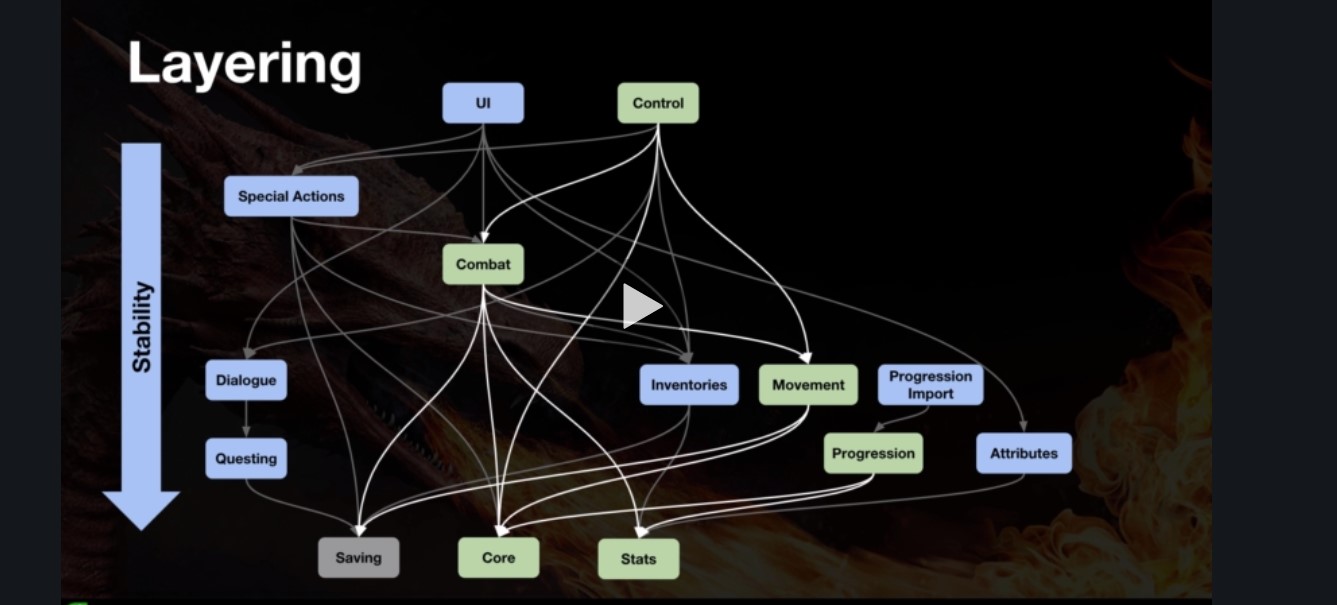 Layering
UI
Control
Special Actions
Combat
Stability
Dialogue
Inventories
Movement
Progression
Import
Questing
Progression
Attributes
Saving
Core
Stats